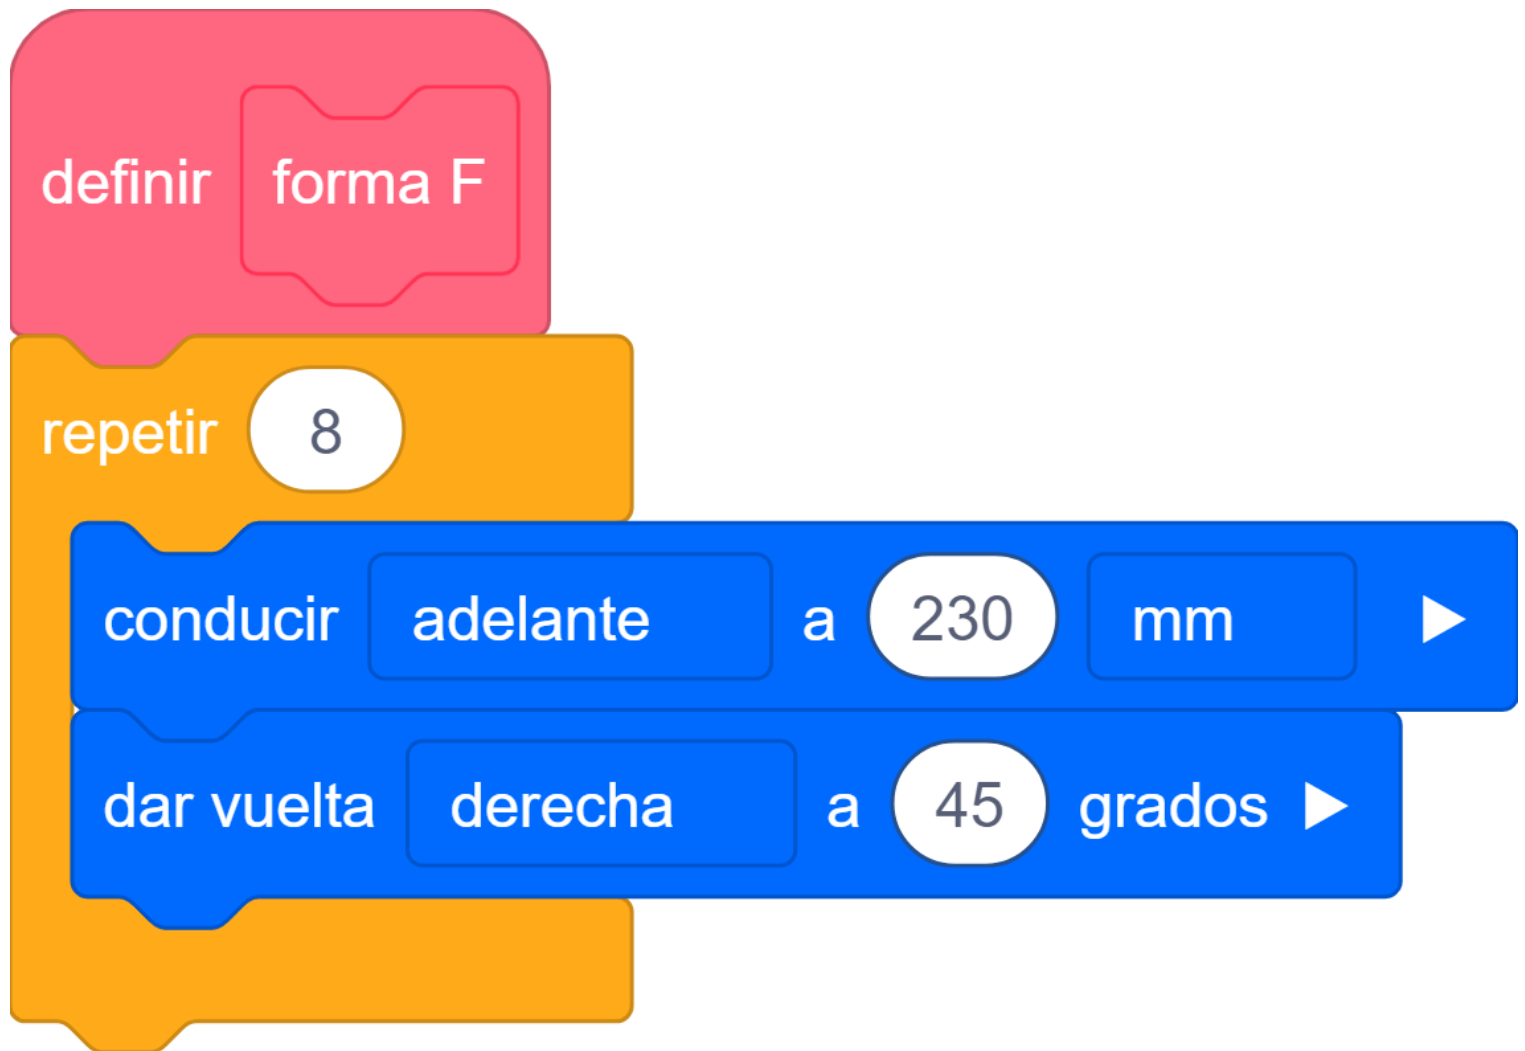 definir forma F
repetir 8
conducir adelante a 230 mm
dar vuelta derecha a 45 grados